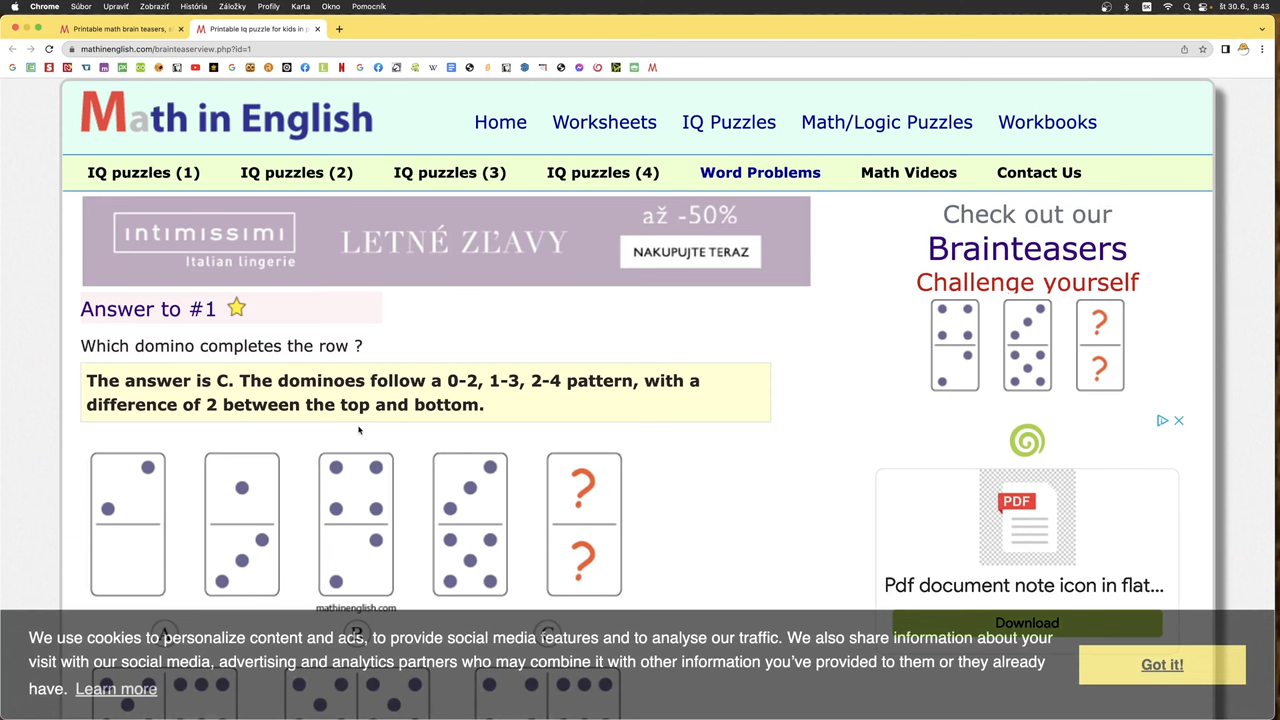 Chrome Súbor Upraviť Zobraziť História Záložky Profily Karta Okno Pomocník
SK
št 30.6., 8:43
Printable math brain teasers,
Printable Iq puzzle for kids in p
mathinenglish.com/brainteaserview.php?id=1
Math in English
Home Worksheets IQ Puzzles Math/Logic Puzzles Workbooks
IQ puzzles (1) IQ puzzles (2) IQ puzzles (3) IQ puzzles (4) Word Problems Math Videos Contact Us
intimissimi
Italian lingerie
LETNÉ ZĽAVY
až -50%
NAKUPUJTE TERAZ
Check out our
Brainteasers
Challenge yourself
? 
?
Answer to #1
Which domino completes the row ?
The answer is C. The dominoes follow a 0-2, 1-3, 2-4 pattern, with a
difference of 2 between the top and bottom.
?
?
mathinenglish.com
A B C
PDF
Pdf document note icon in flat...
Download
We use cookies to personalize content and ads, to provide social media features and to analyse our traffic. We also share information about your
visit with our social media, advertising and analytics partners who may combine it with other information you've provided to them or they already
have. Learn more
Got it!